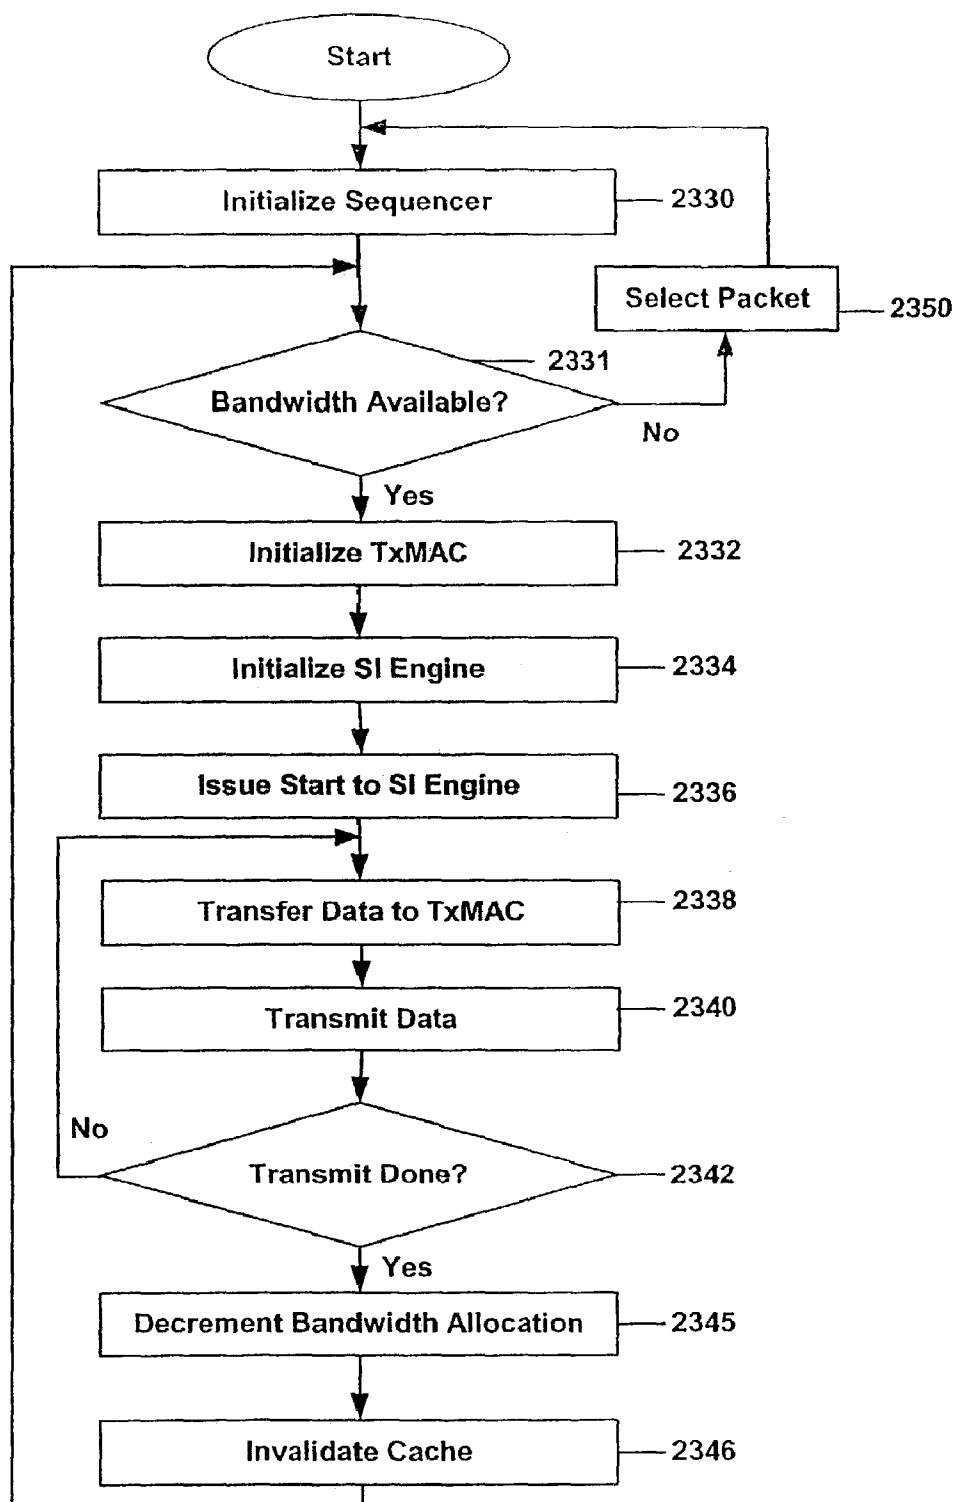 Start
Initialize Sequencer
2330
Select Packet
2350
2331
Bandwidth Available?
No
Yes
Initialize TxMAC
2332
Initialize SI Engine
2334
Issue Start to SI Engine
2336
Transfer Data to TxMAC
2338
Transmit Data
2340
No
Transmit Done?
2342
Yes
Decrement Bandwidth Allocation
2345
Invalidate Cache
2346